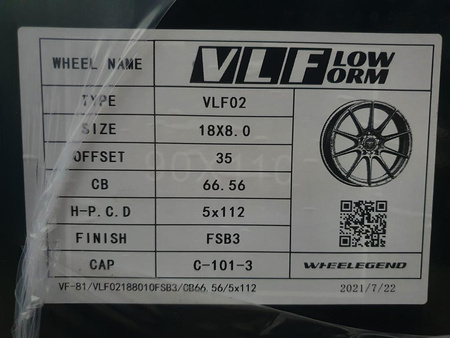 WHEEL NAME VLF LOW FORM
TYPE VLF02
SIZE 18X8.0
OFFSET 35
CB 66.56
H-P.C.D 5x112
FINISH FSB3
CAP C-101-3
WHEELEGEND
VF-81/VLF02188010FSB3/CB66.56/5x112 2021/7/22